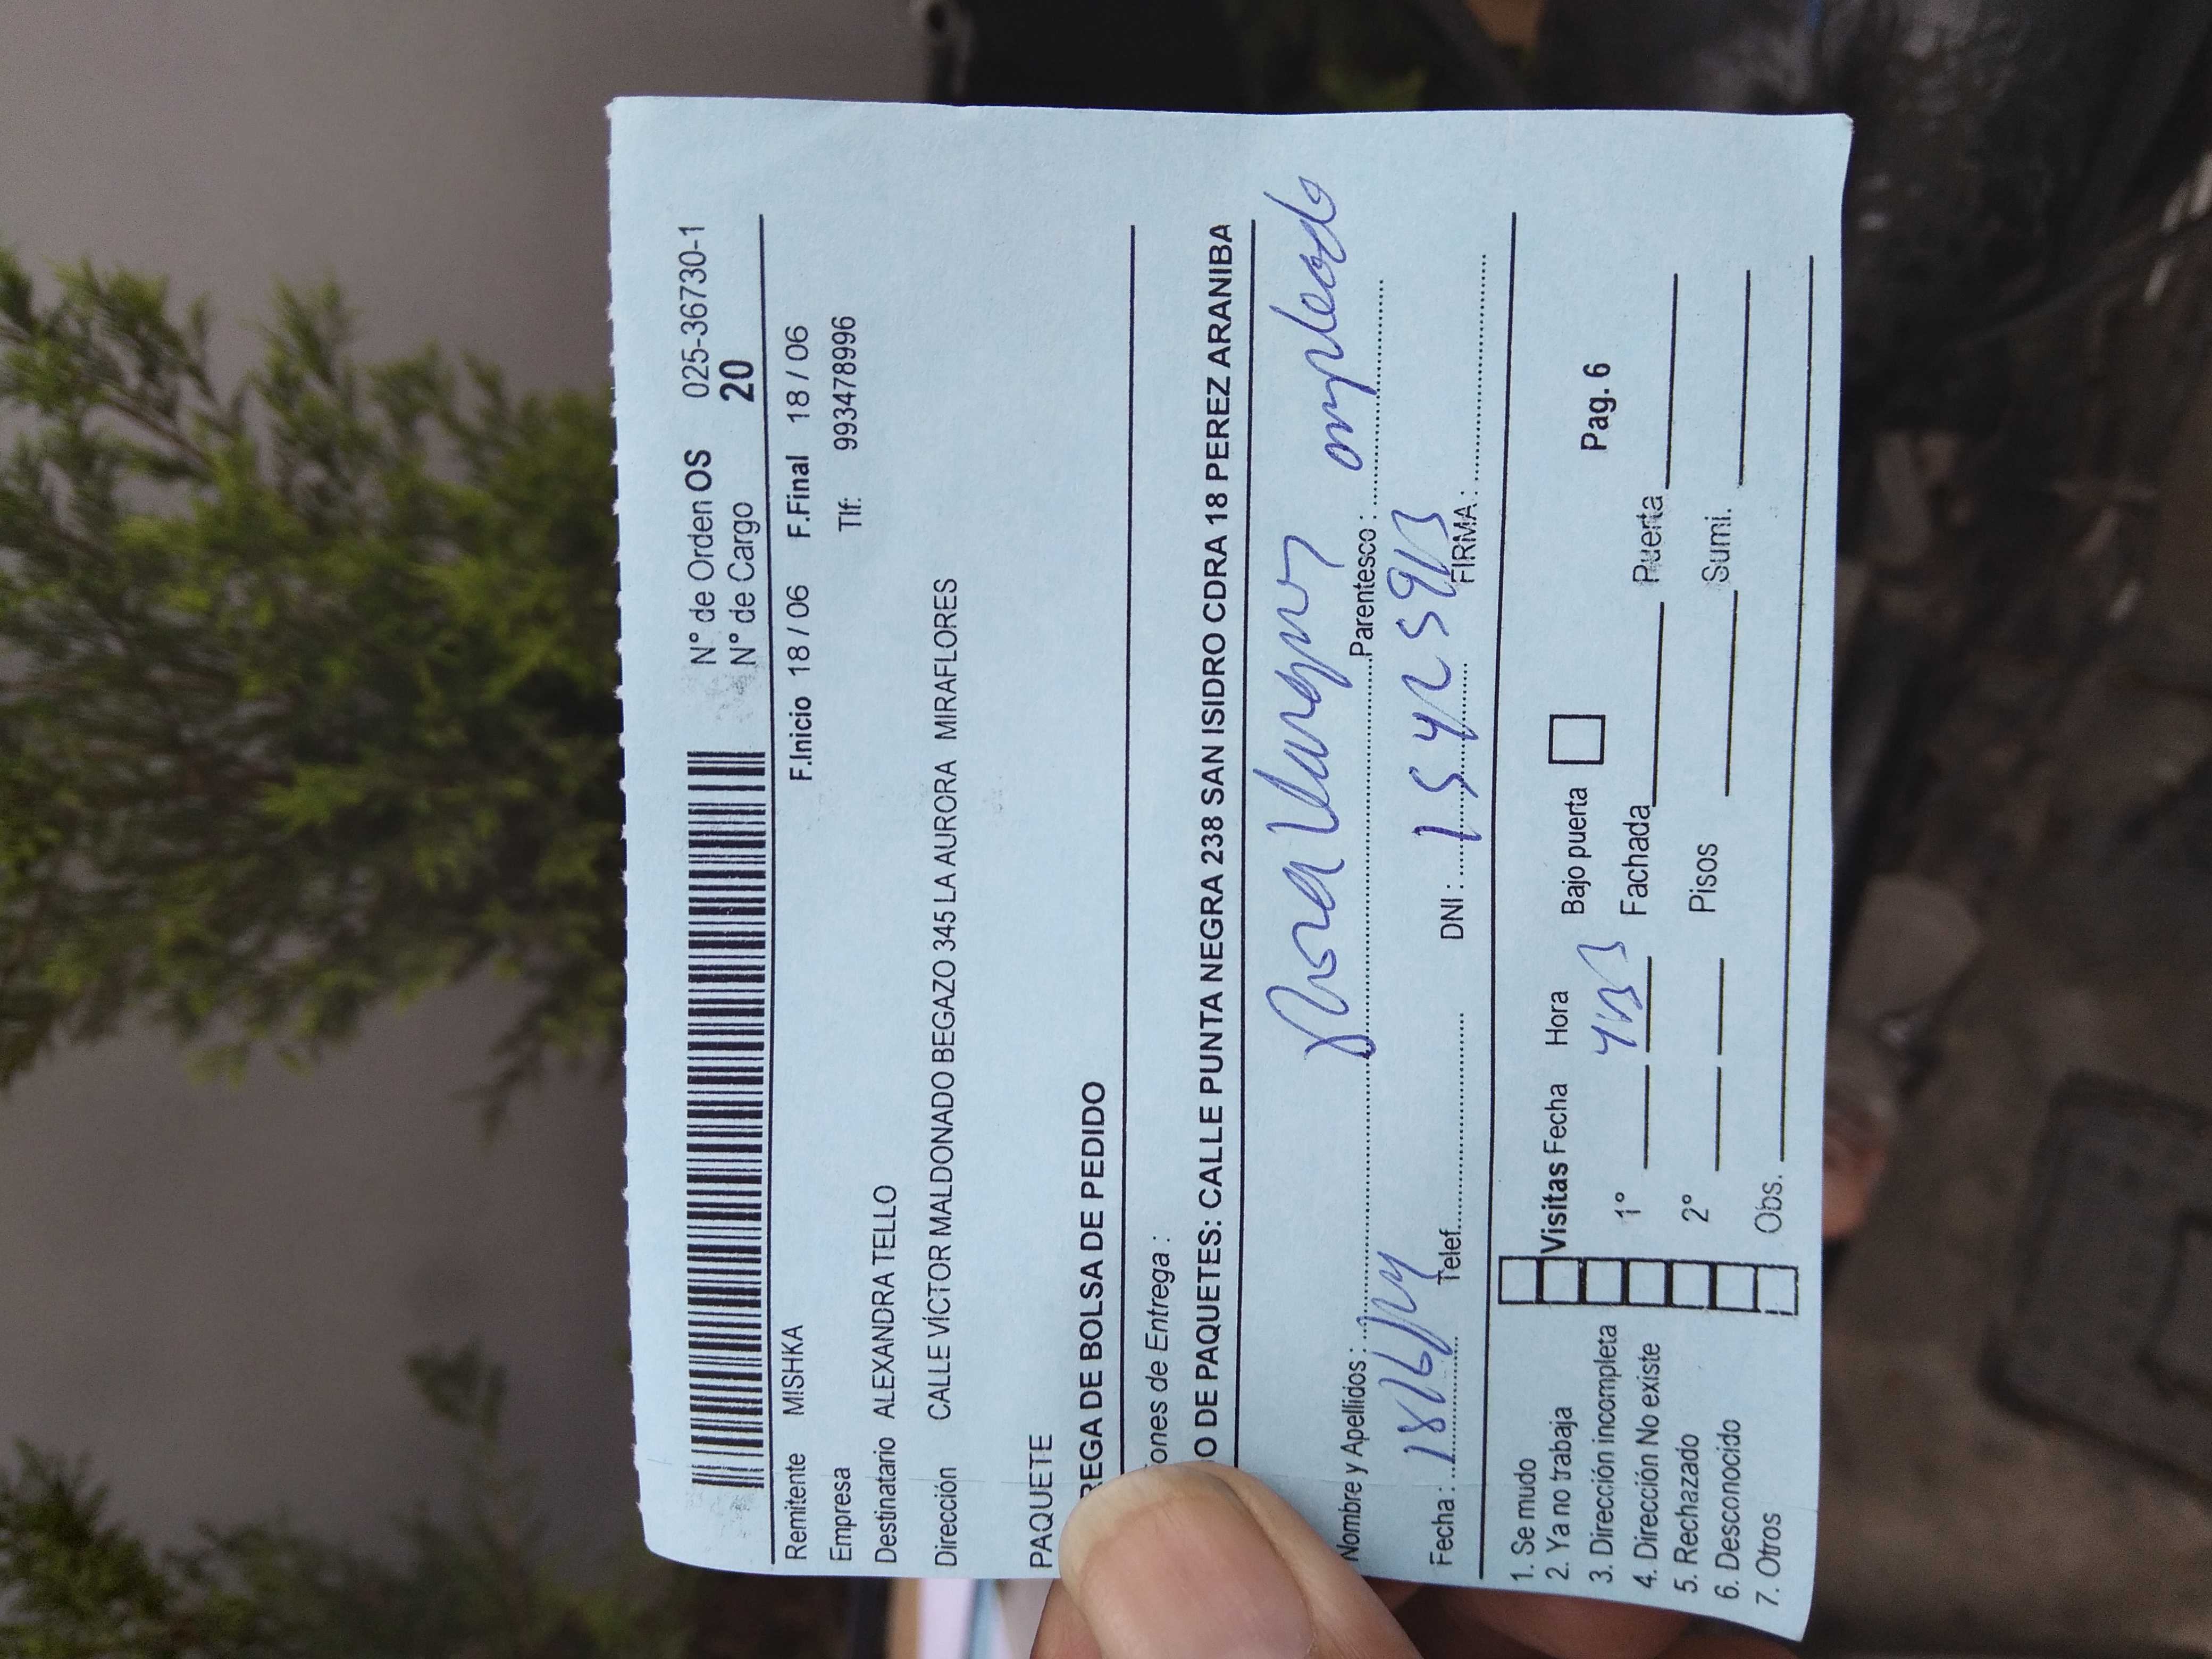 N° de Orden OS 025-36730-1
N° de Cargo 20
F.Inicio 18 / 06 F.Final 18 / 06
Remitente MISHKA
Empresa Tlf: 993478996
Destinatario ALEXANDRA TELLO
Dirección CALLE VÍCTOR MALDONADO BEGAZO 345 LA AURORA MIRAFLORES
PAQUETE
REGA DE BOLSA DE PEDIDO
ones de Entrega :
O DE PAQUETES: CALLE PUNTA NEGRA 238 SAN ISIDRO CDRA 18 PEREZ ARANIBA
Nombre y Apellidos : Parentesco : empleado
Fecha : 18/6/24 Telef. DNI : FIRMA :
1. Se mudo
2. Ya no trabaja
3. Dirección incompleta
4. Dirección No existe
5. Rechazado
6. Desconocido
7. Otros
Visitas Fecha Hora Bajo puerta Pag. 6
1° Fachada Puerta
2° Pisos Sumi.
Obs.